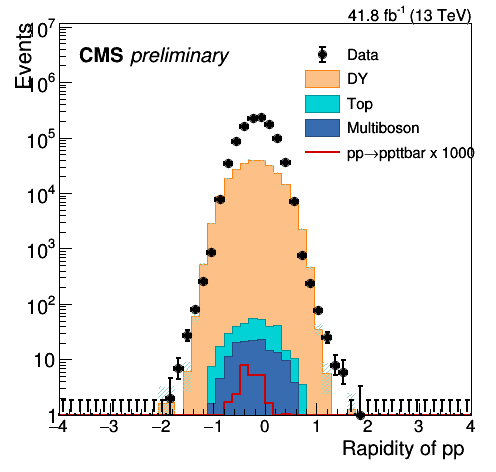 41.8 fb⁻¹ (13 TeV)
Events
CMS preliminary
Data
DY
Top
Multiboson
pp→ppttbar x 1000
10⁷
10⁶
10⁵
10⁴
10³
10²
10
1
−4 −3 −2 −1 0 1 2 3 4
Rapidity of pp